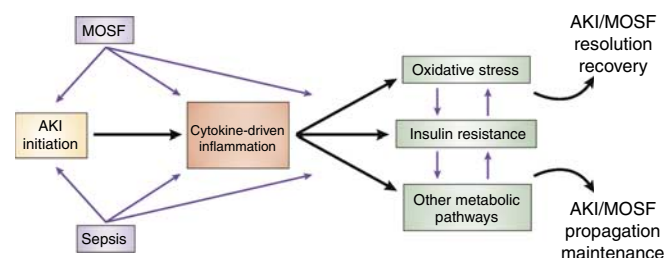 MOSF
AKI
initiation
Sepsis
Cytokine-driven
inflammation
Oxidative stress
Insulin resistance
Other metabolic
pathways
AKI/MOSF
resolution
recovery
AKI/MOSF
propagation
maintenance